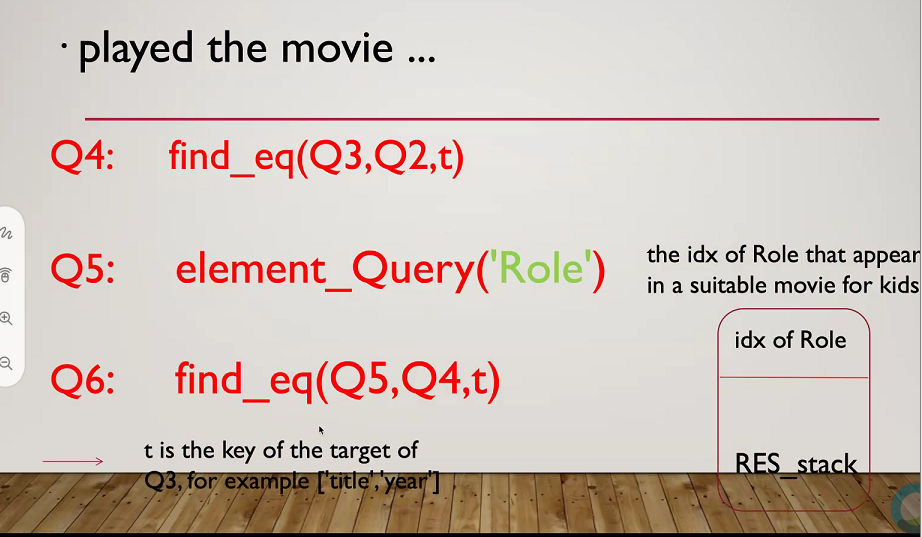 · played the movie ...
Q4: find_eq(Q3,Q2,t)
Q5: element_Query('Role')
the idx of Role that appear
in a suitable movie for kids
idx of Role
Q6: find_eq(Q5,Q4,t)
t is the key of the target of
Q3, for example ['title','year']
RES_stack